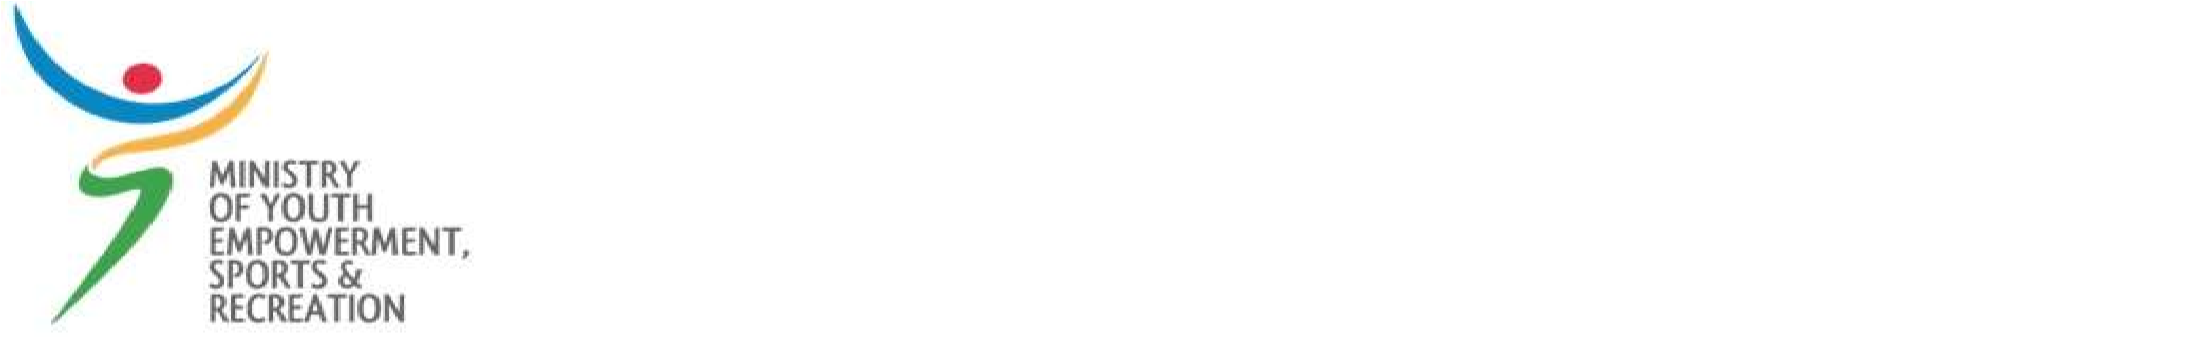 MINISTRY
OF YOUTH
EMPOWERMENT,
SPORTS &
RECREATION